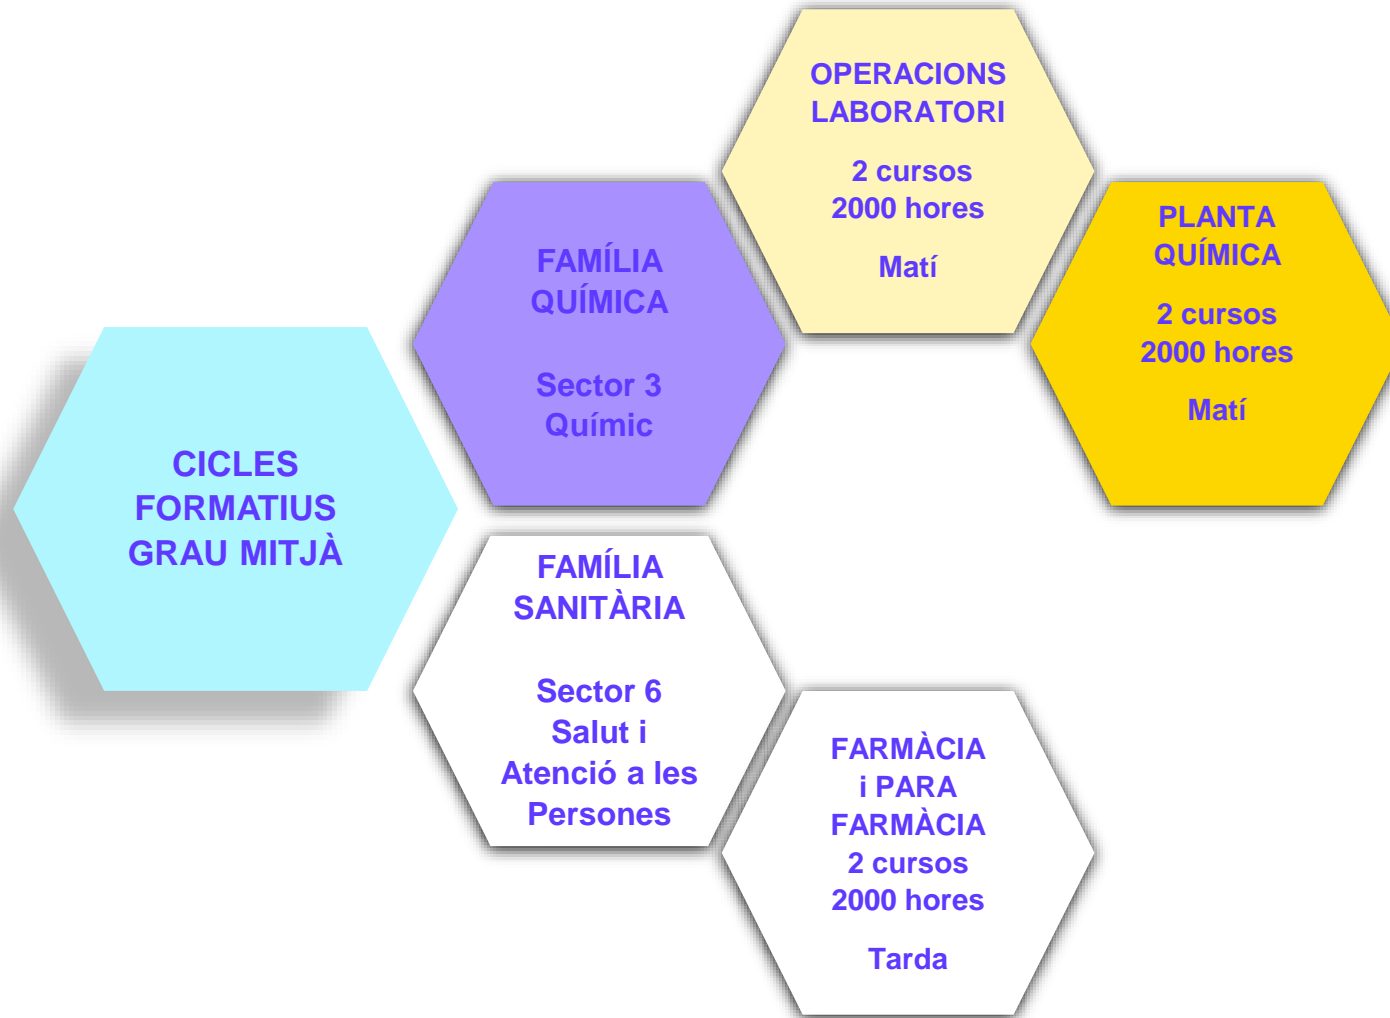 CICLES
FORMATIUS
GRAU MITJÀ
FAMÍLIA
QUÍMICA
Sector 3
Químic
OPERACIONS
LABORATORI
2 cursos
2000 hores
Matí
PLANTA
QUÍMICA
2 cursos
2000 hores
Matí
FAMÍLIA
SANITÀRIA
Sector 6
Salut i
Atenció a les
Persones
FARMÀCIA
i PARA
FARMÀCIA
2 cursos
2000 hores
Tarda